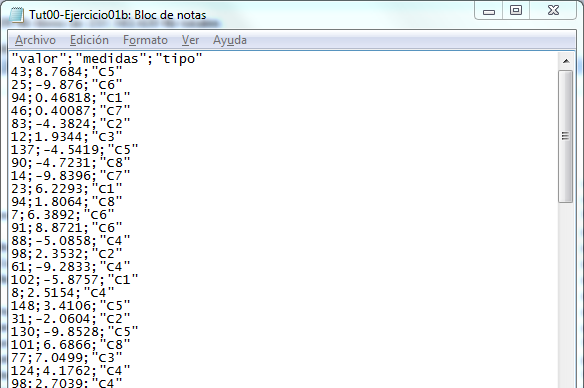 Tut00-Ejercicio01b: Bloc de notas
Archivo Edición Formato Ver Ayuda
"valor";"medidas";"tipo"
43;8.7684;"C5"
25;-9.876;"C6"
94;0.46818;"C1"
46;0.40087;"C7"
83;-4.3824;"C2"
12;1.9344;"C3"
137;-4.5419;"C5"
90;-4.7231;"C8"
14;-9.8396;"C7"
23;6.2293;"C1"
94;1.8064;"C8"
7;6.3892;"C6"
91;8.8721;"C6"
88;-5.0858;"C4"
98;2.3532;"C2"
61;-9.2833;"C4"
102;-5.8757;"C1"
8;2.5154;"C4"
148;3.4106;"C5"
31;-2.0604;"C2"
130;-9.8528;"C5"
101;6.6866;"C8"
77;7.0499;"C3"
124;4.1762;"C4"
98;2.7039;"C4"